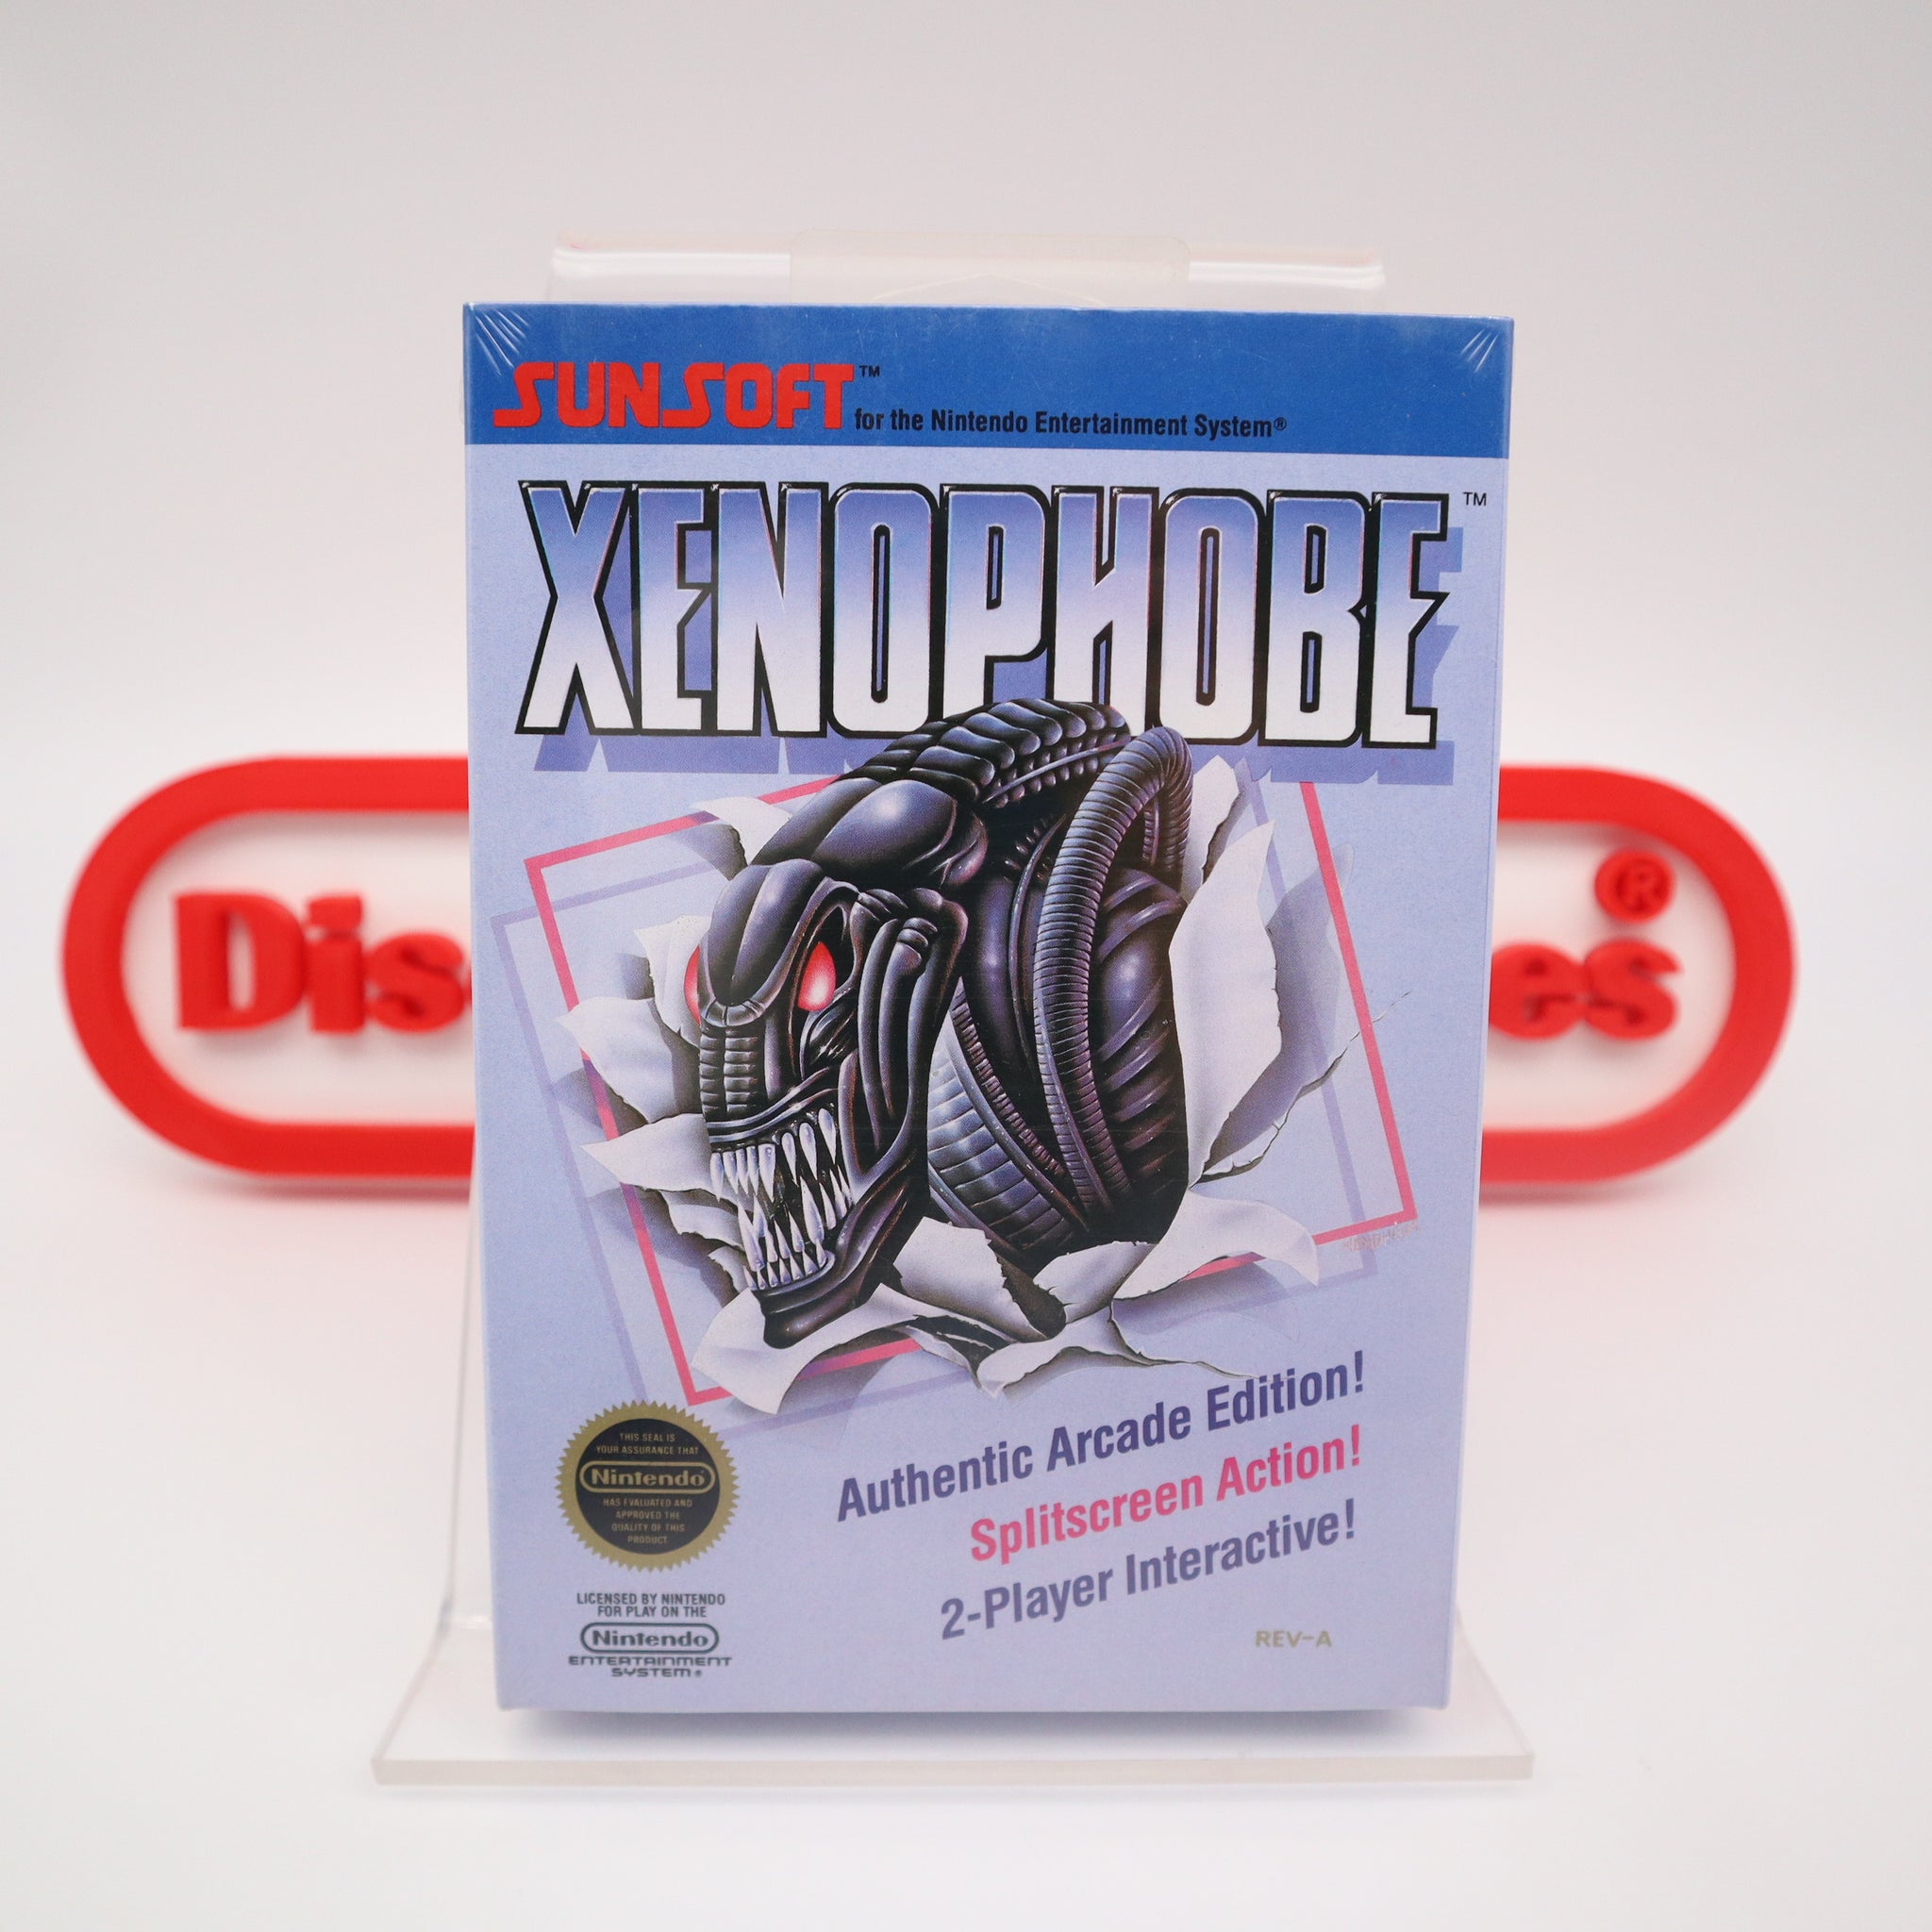 SUNSOFT™
for the Nintendo Entertainment System®
XENOPHOBE™
Authentic Arcade Edition!
Splitscreen Action!
2-Player Interactive!
THIS SEAL IS
YOUR ASSURANCE THAT
Nintendo®
HAS EVALUATED AND
APPROVED THE
QUALITY OF THIS
PRODUCT
LICENSED BY NINTENDO
FOR PLAY ON THE
Nintendo
ENTERTAINMENT
SYSTEM®
REV-A
®